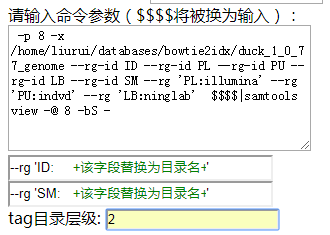 请输入命令参数（$$$$将被换为输入）：
-p 8 -x
/home/liurui/databases/bowtie2idx/duck_1_0_7
7_genome --rg-id ID --rg-id PL --rg-id PU --
rg-id LB --rg-id SM --rg 'PL:illumina' --rg
'PU:indvd' --rg 'LB:ninglab'  $$$$|samtools
view -@ 8 -bS -
--rg 'ID:    +该字段替换为目录名+'
--rg 'SM:    +该字段替换为目录名+'
tag目录层级: 2